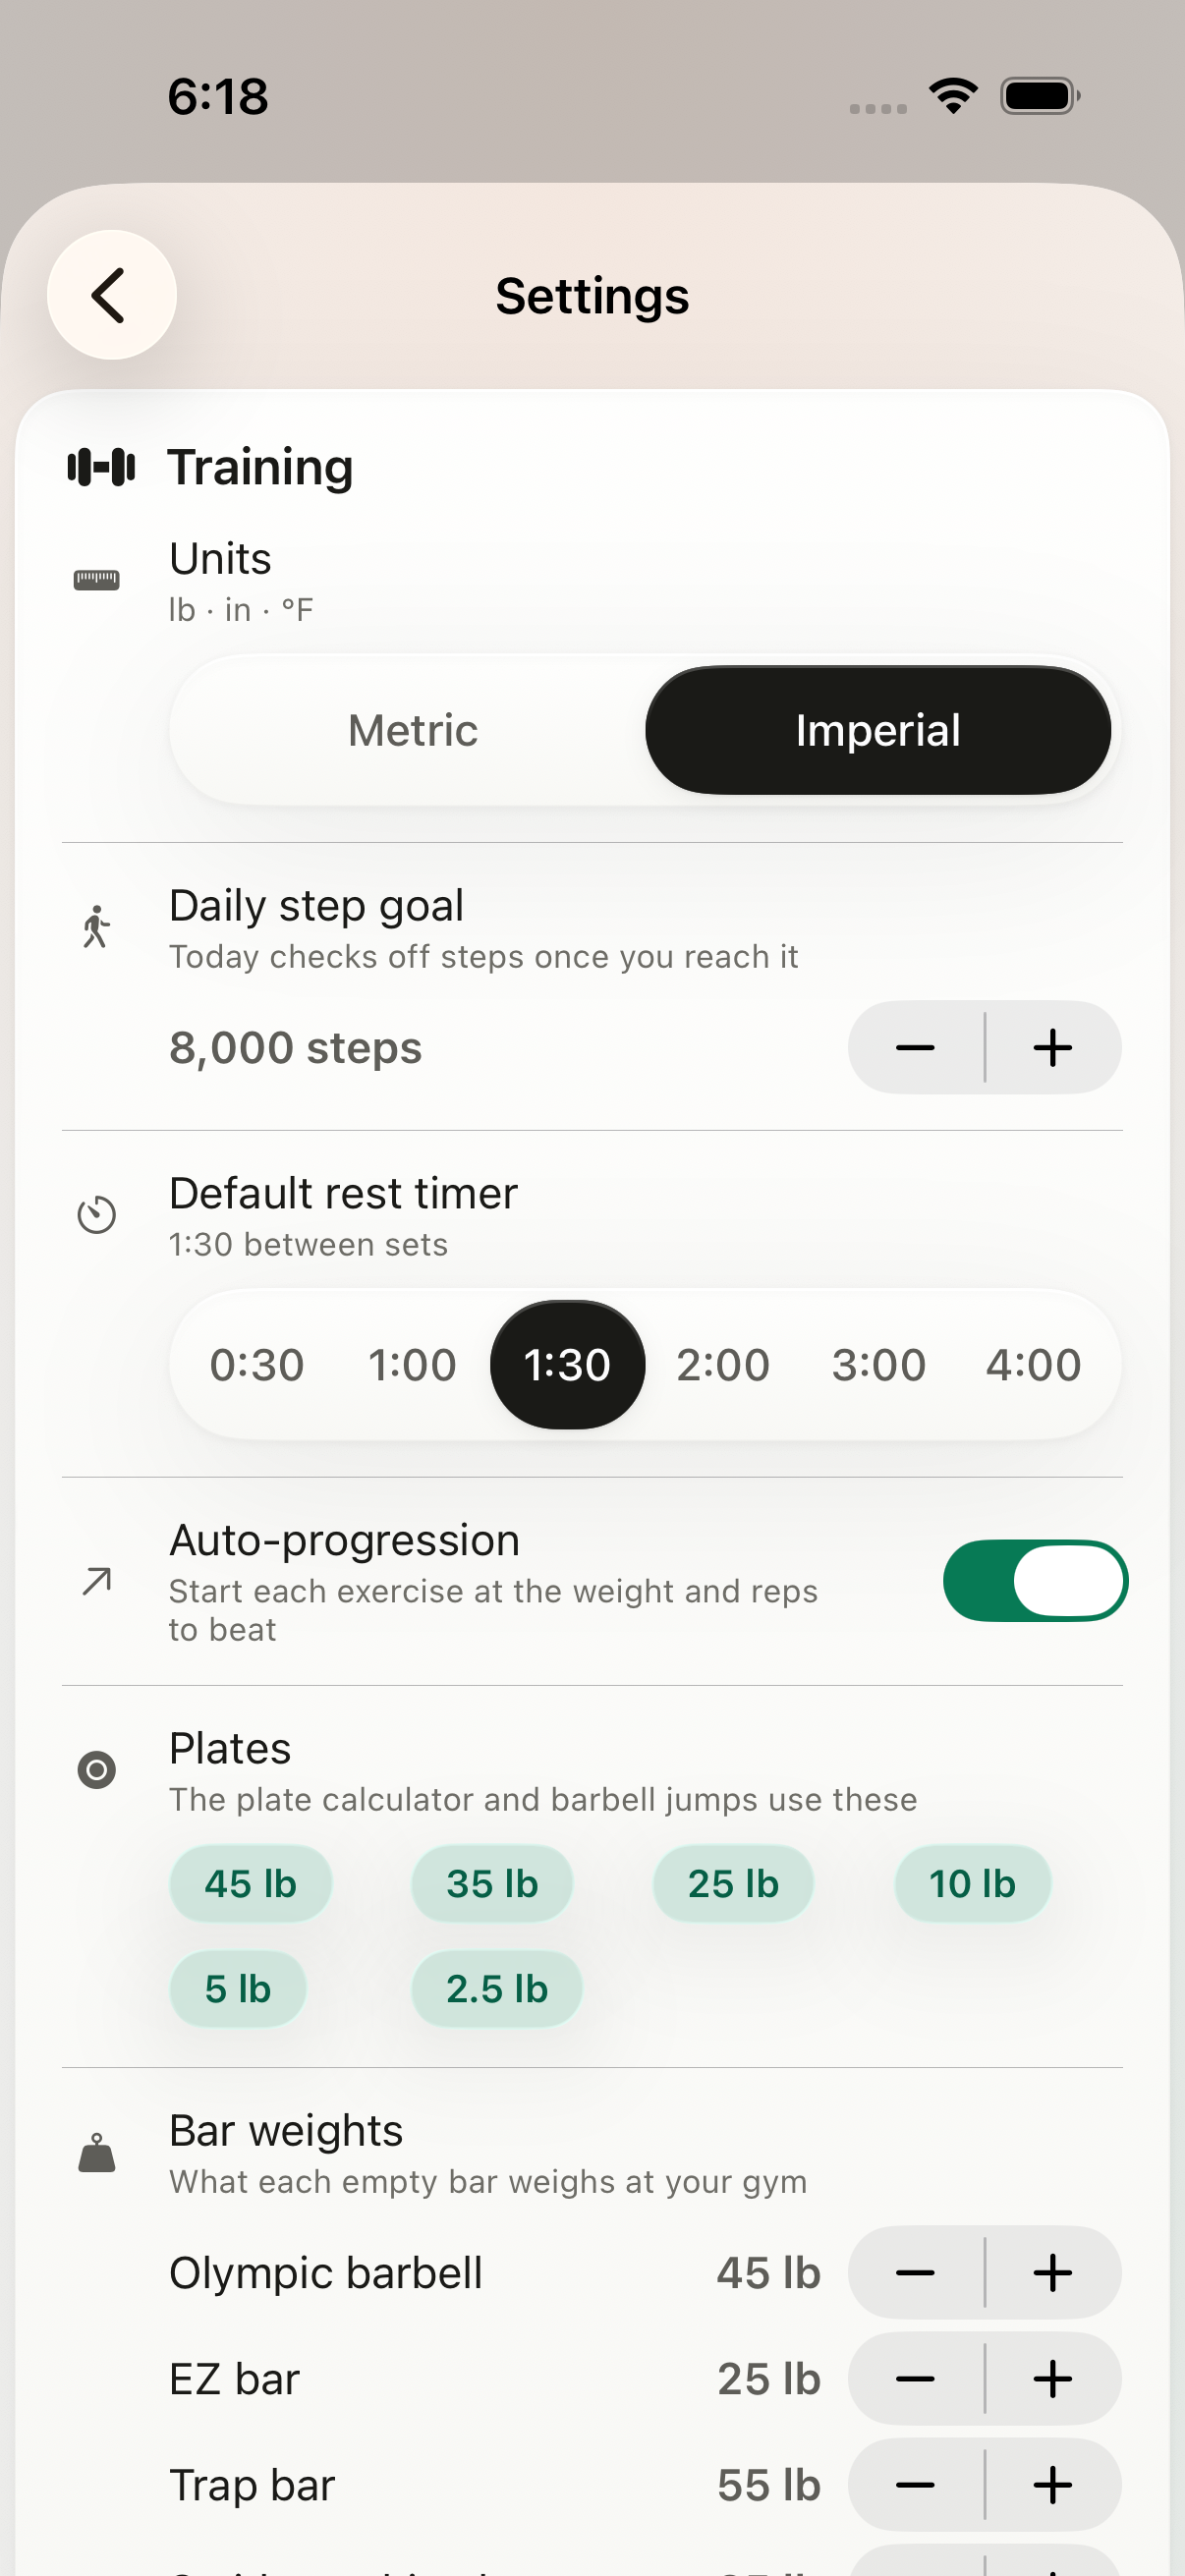 6:18
Settings
Training
Units
lb · in · °F
Metric
Imperial
Daily step goal
Today checks off steps once you reach it
8,000 steps
Default rest timer
1:30 between sets
0:30 1:00 1:30 2:00 3:00 4:00
Auto-progression
Start each exercise at the weight and reps
to beat
Plates
The plate calculator and barbell jumps use these
45 lb 35 lb 25 lb 10 lb
5 lb 2.5 lb
Bar weights
What each empty bar weighs at your gym
Olympic barbell 45 lb
EZ bar 25 lb
Trap bar 55 lb